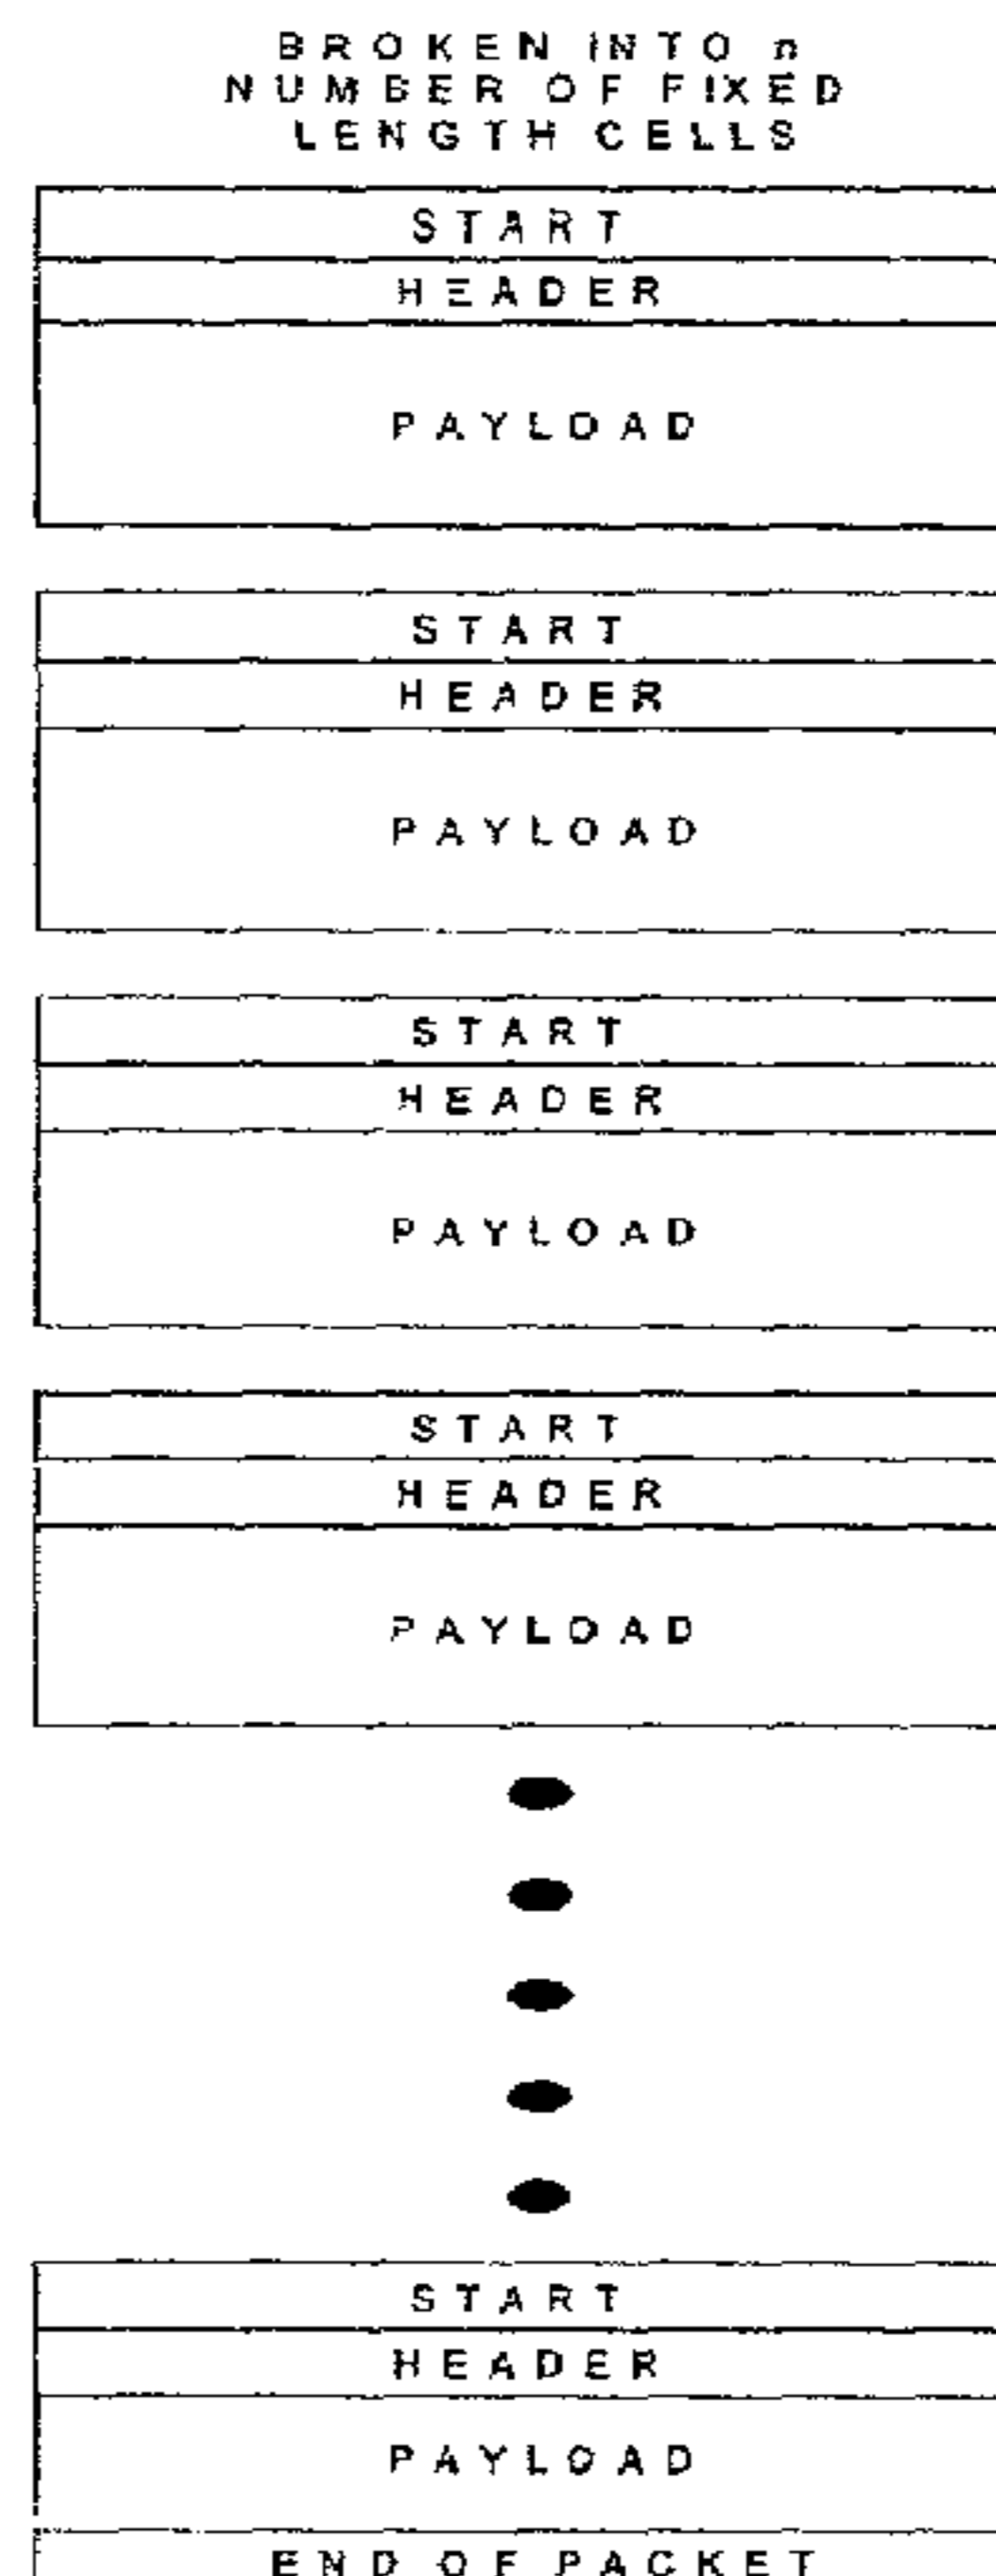 BROKEN INTO n
NUMBER OF FIXED
LENGTH CELLS
START
HEADER
PAYLOAD
START
HEADER
PAYLOAD
START
HEADER
PAYLOAD
START
HEADER
PAYLOAD
START
HEADER
PAYLOAD
END OF PACKET